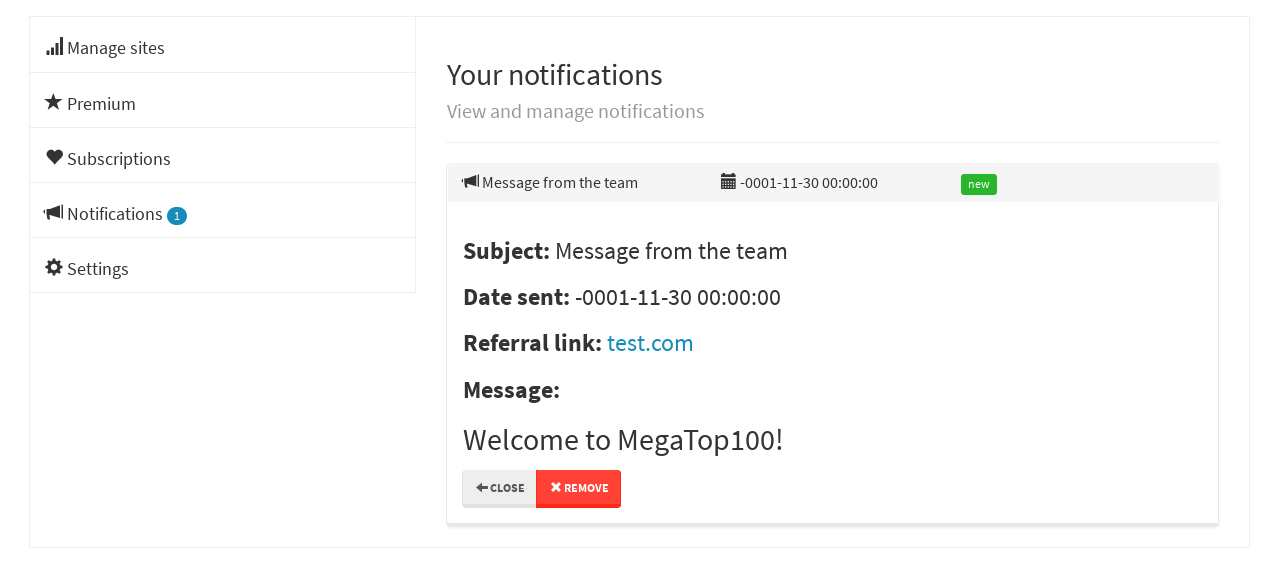 Manage sites
Premium
Subscriptions
Notifications 1
Settings
Your notifications
View and manage notifications
Message from the team -0001-11-30 00:00:00 new
Subject: Message from the team
Date sent: -0001-11-30 00:00:00
Referral link: test.com
Message:
Welcome to MegaTop100!
CLOSE REMOVE